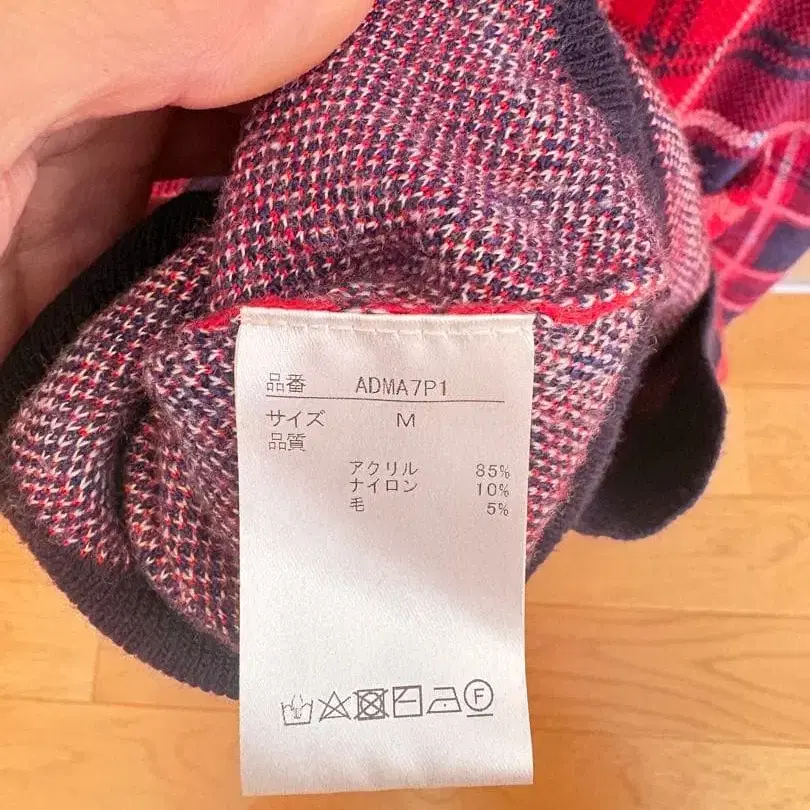 品番 ADMA7P1
サイズ M
品質
アクリル 85%
ナイロン 10%
毛 5%
F